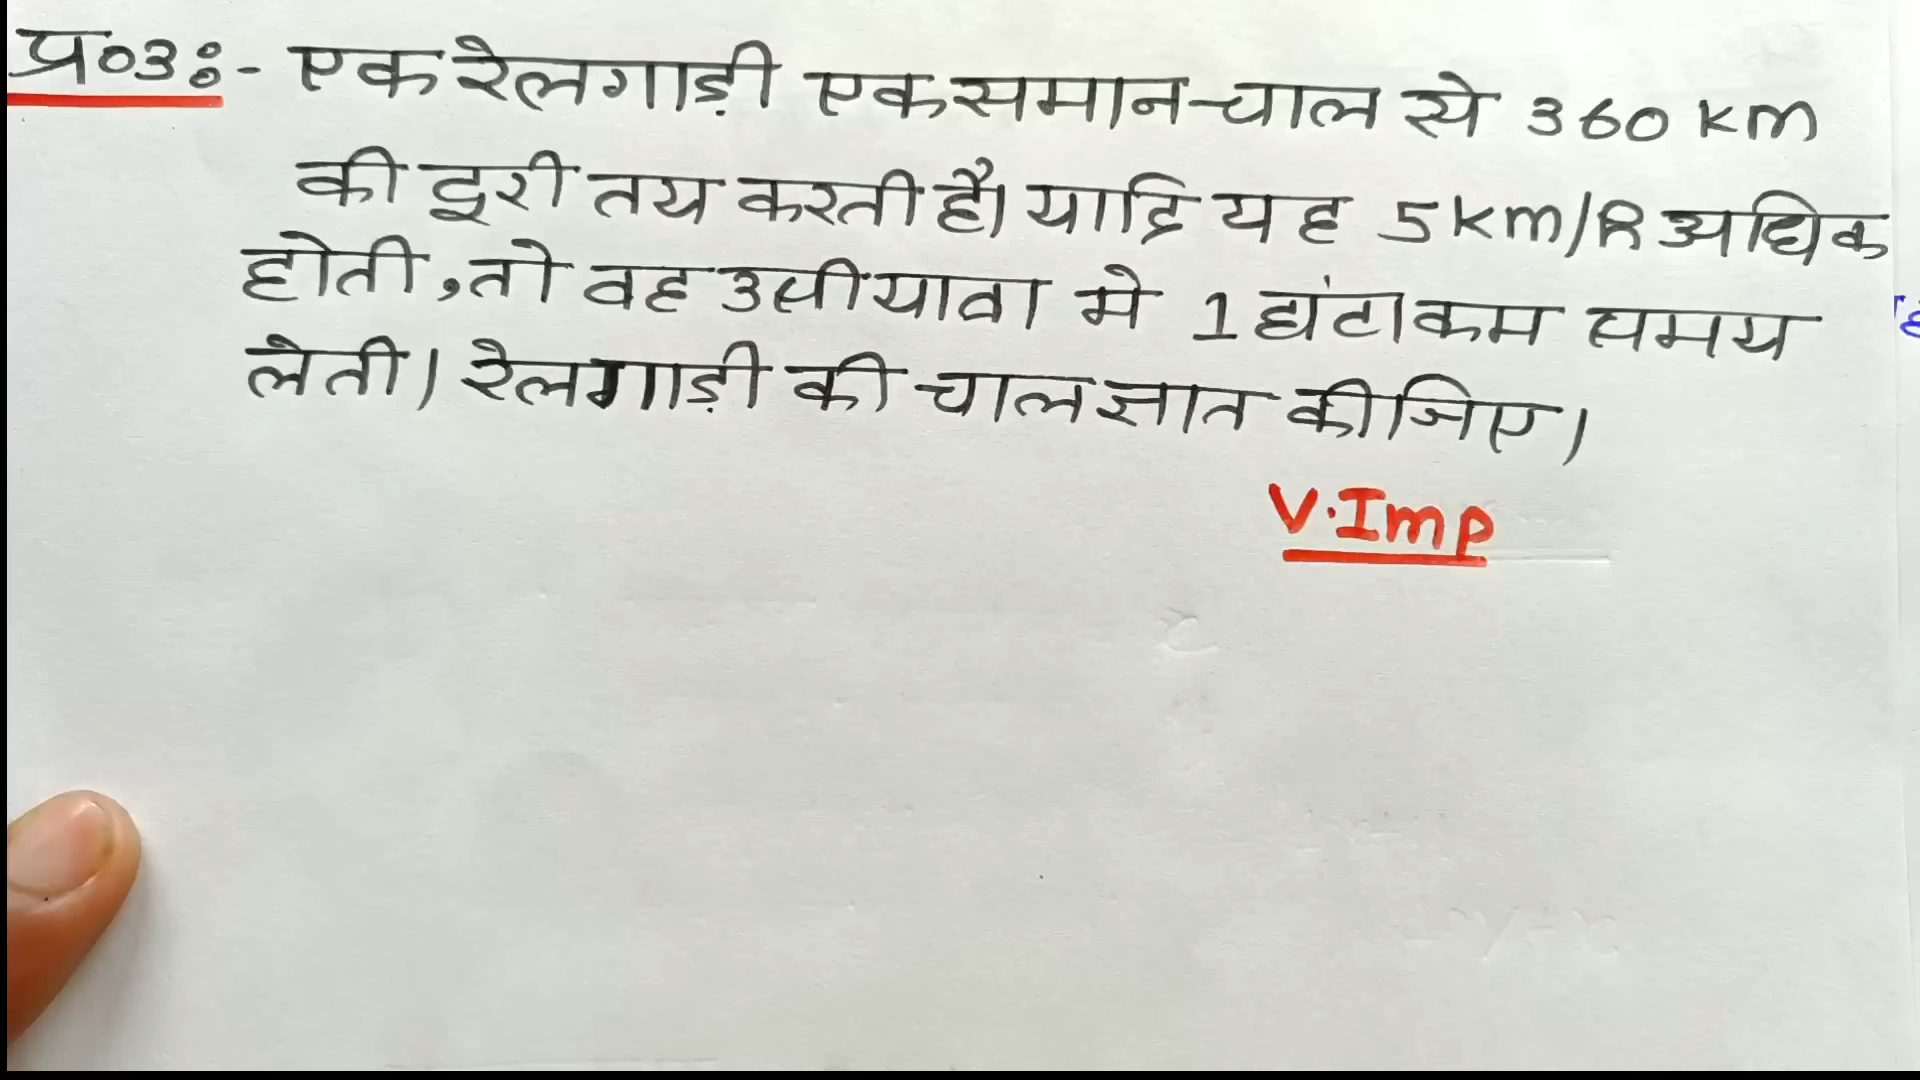 प्र०3:- एक रेलगाड़ी एकसमान चाल से 360 km
की दूरी तय करती है। यदि यह 5 km/h अधिक
होती, तो वह उसी यात्रा मे 1 घंटा कम समय
लेती। रेलगाड़ी की चाल ज्ञात कीजिए।
V.Imp